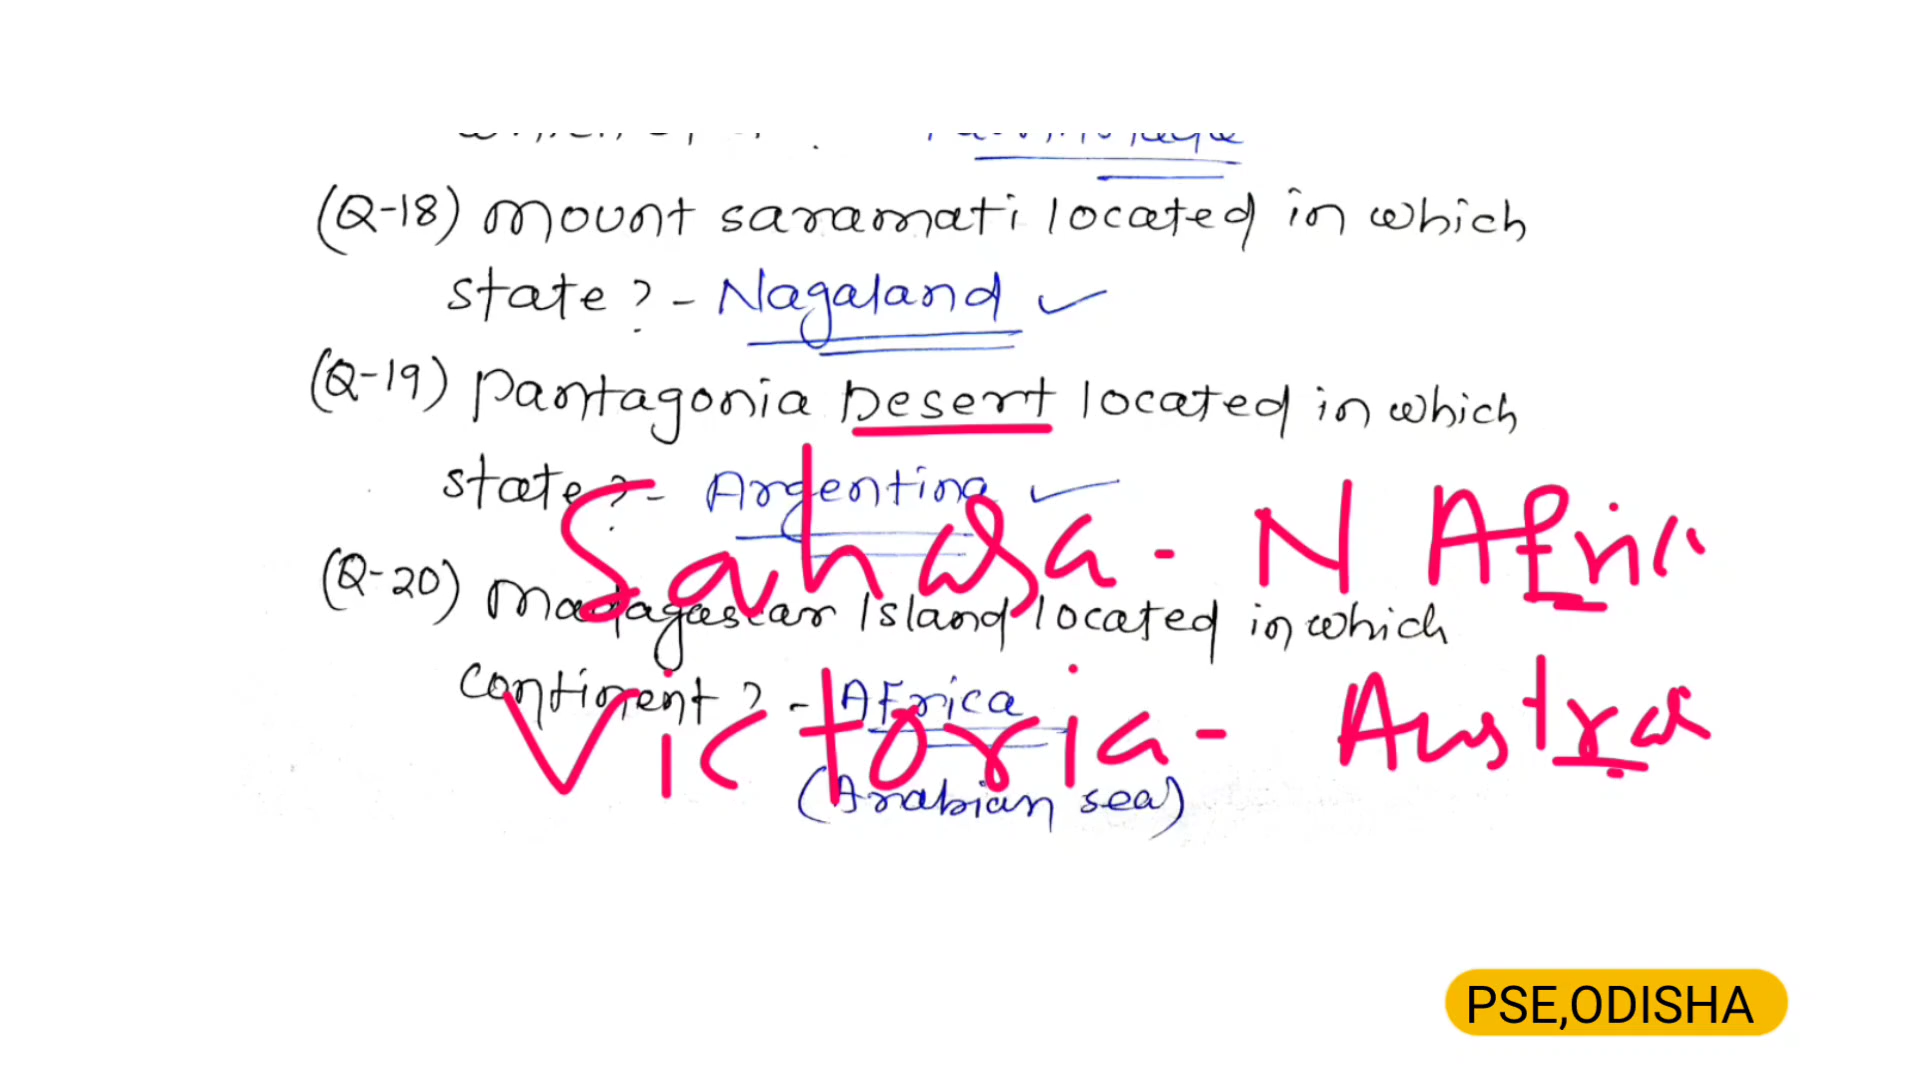 (Q-18) Mount saramati located in which
state ? - Nagaland ✓
(Q-19) Pantagonia Desert located in which
state ? - Argentina ✓
Sahara - N Afric
(Q-20) Madagascar Island located in which
continent ? - Africa
Victoria - Austra
(Arabian sea)
PSE,ODISHA